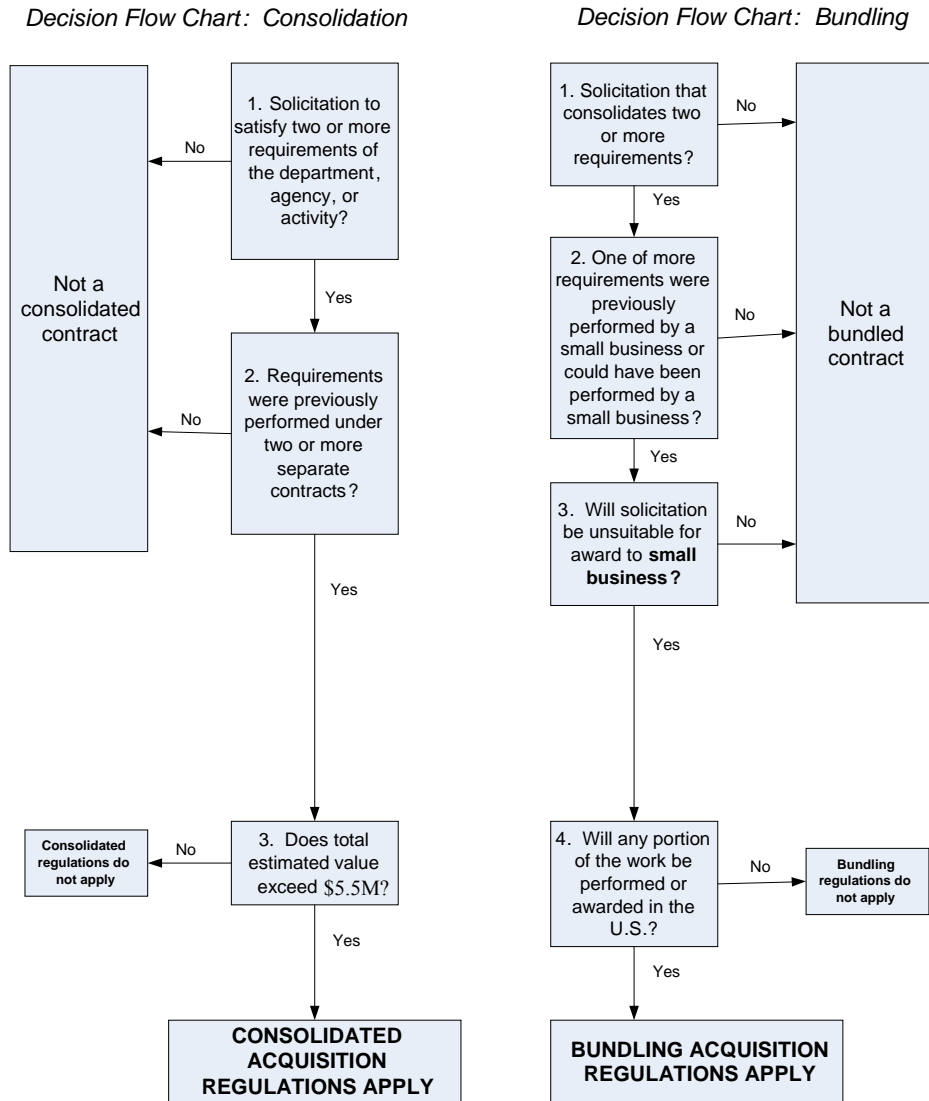 Decision Flow Chart: Consolidation
1. Solicitation to
satisfy two or more
requirements of
the department,
agency, or
activity?
No
Not a
consolidated
contract
Yes
2. Requirements
were previously
performed under
two or more
separate
contracts?
No
Yes
3. Does total
estimated value
exceed $5.5M?
No
Consolidated
regulations do
not apply
Yes
CONSOLIDATED
ACQUISITION
REGULATIONS APPLY
Decision Flow Chart: Bundling
1. Solicitation that
consolidates two
or more
requirements?
No
Yes
2. One of more
requirements were
previously
performed by a
small business or
could have been
performed by a
small business?
No
Not a
bundled
contract
Yes
3. Will solicitation
be unsuitable for
award to small
business?
No
Yes
4. Will any portion
of the work be
performed or
awarded in the
U.S.?
No
Bundling
regulations do
not apply
Yes
BUNDLING ACQUISITION
REGULATIONS APPLY